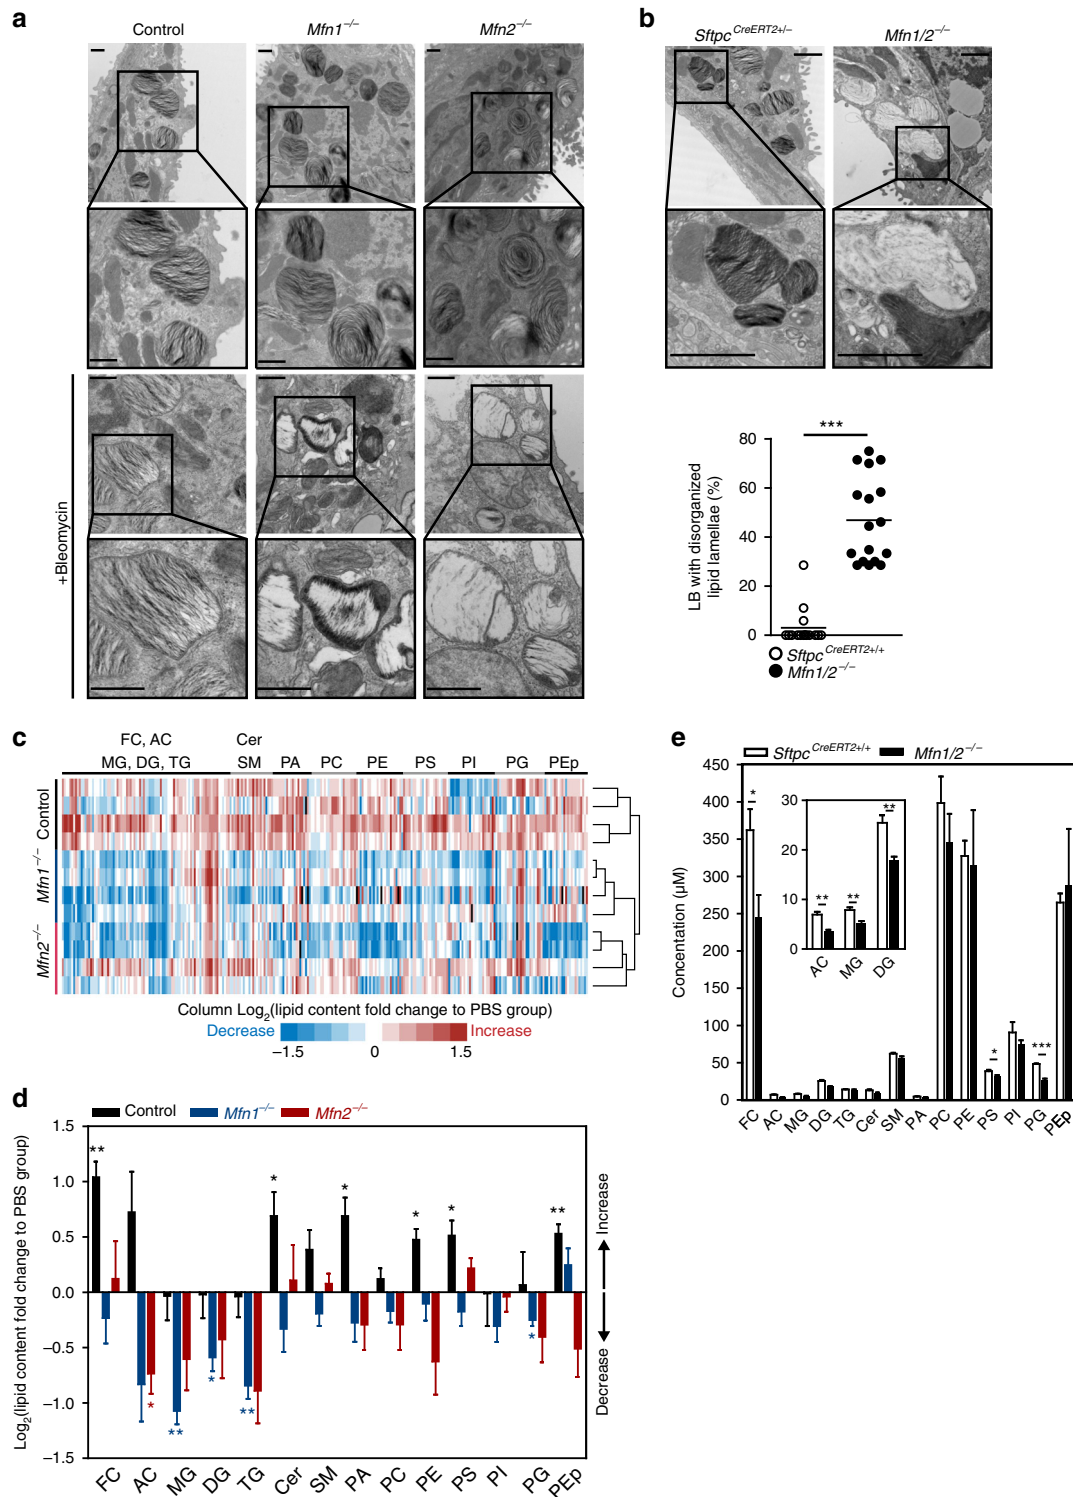 a
Control
Mfn1−/−
Mfn2−/−
+Bleomycin
b
SftpcCreERT2+/−
Mfn1/2−/−
***
LB with disorganized
lipid lamellae (%)
80
60
40
20
0
SftpcCreERT2+/+
Mfn1/2−/−
c
FC, AC
MG, DG, TG
Cer
SM
PA
PC
PE
PS
PI
PG
PEp
Control
Mfn1−/−
Mfn2−/−
Column Log2(lipid content fold change to PBS group)
Decrease
Increase
−1.5
0
1.5
d
Control
Mfn1−/−
Mfn2−/−
Log2(lipid content fold change to PBS group)
1.5
1.0
0.5
0.0
−0.5
−1.0
−1.5
**
*
*
*
*
**
*
**
*
**
*
Increase
Decrease
FC
AC
MG
DG
TG
Cer
SM
PA
PC
PE
PS
PI
PG
PEp
e
SftpcCreERT2+/+
Mfn1/2−/−
Concentration (µM)
450
400
350
300
250
200
150
100
50
0
*
*
***
30
20
10
0
**
**
**
AC
MG
DG
FC
AC
MG
DG
TG
Cer
SM
PA
PC
PE
PS
PI
PG
PEp